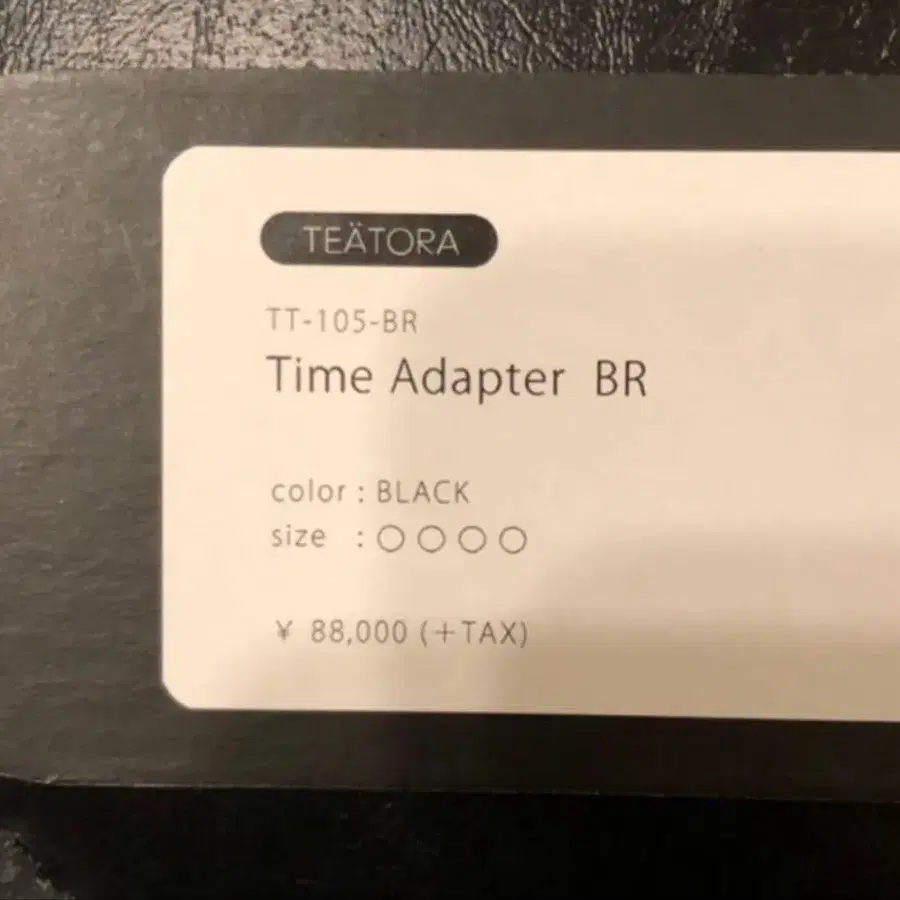 TEÄTORA
TT-105-BR
Time Adapter BR
color : BLACK
size : ○○○○
¥ 88,000 (+TAX)